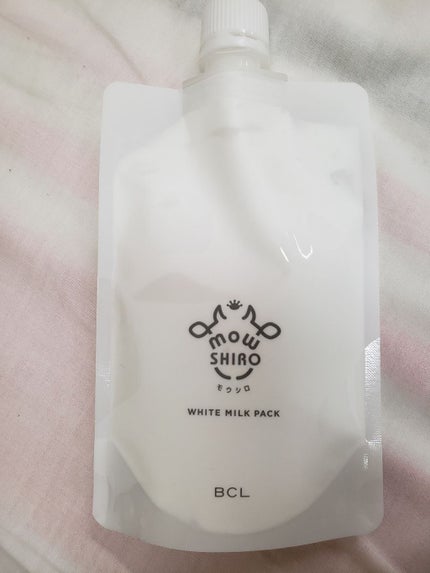 mow
SHIRO
モウシロ
WHITE MILK PACK
BCL